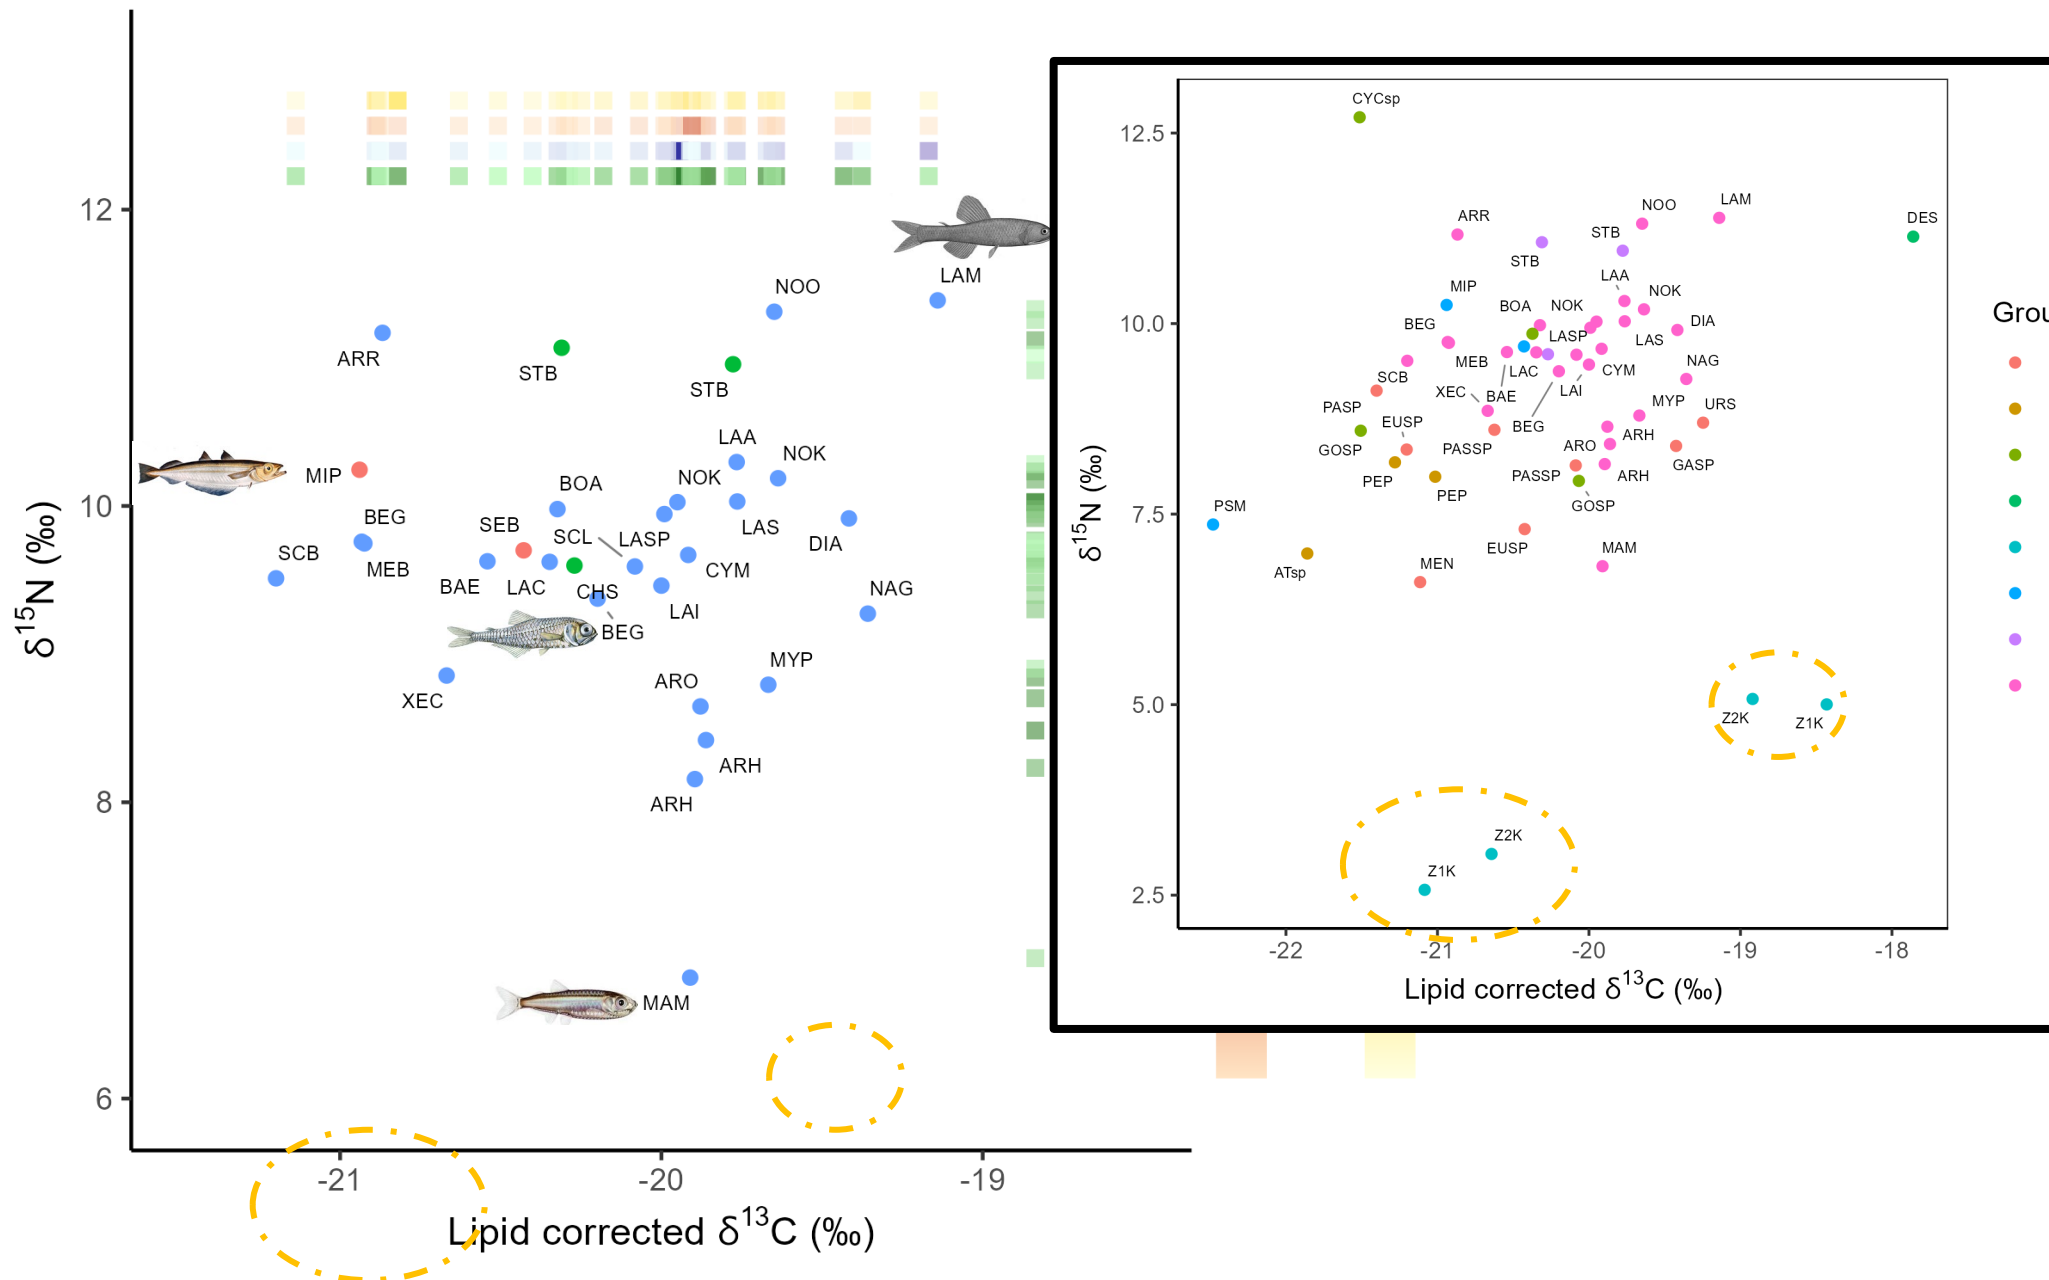 12
10
8
6
δ¹⁵N (‰)
-21
-20
-19
Lipid corrected δ¹³C (‰)
LAM
NOO
ARR
STB
STB
LAA
NOK
MIP
NOK
BOA
BEG
SEB
SCL
LASP
LAS
DIA
SCB
MEB
BAE
LAC
CHS
CYM
NAG
LAI
BEG
MYP
ARO
XEC
ARH
ARH
MAM
12.5
10.0
7.5
5.0
2.5
δ¹⁵N (‰)
-22
-21
-20
-19
-18
Lipid corrected δ¹³C (‰)
CYCsp
LAM
NOO
ARR
DES
STB
STB
LAA
MIP
NOK
BOA
NOK
DIA
BEG
LASP
LAS
MEB
NAG
LAC
CYM
SCB
XEC
BAE
LAI
MYP
URS
PASP
EUSP
BEG
ARH
GOSP
PASSP
ARO
GASP
PEP
PASSP
ARH
PEP
GOSP
PSM
EUSP
MAM
ATsp
MEN
Z2K
Z1K
Z2K
Z1K
Grou